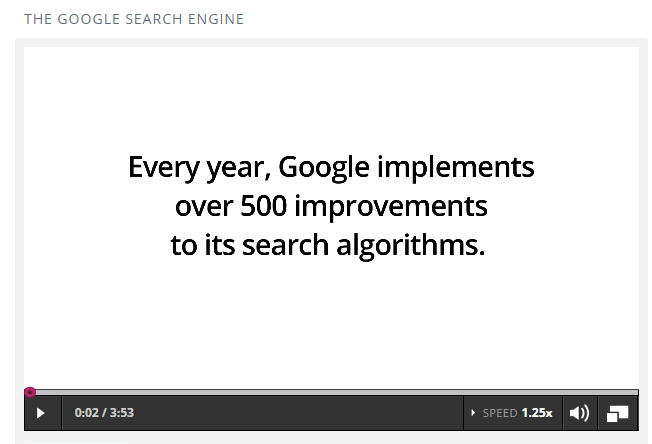 THE GOOGLE SEARCH ENGINE
Every year, Google implements
over 500 improvements
to its search algorithms.
0:02 / 3:53
SPEED 1.25x